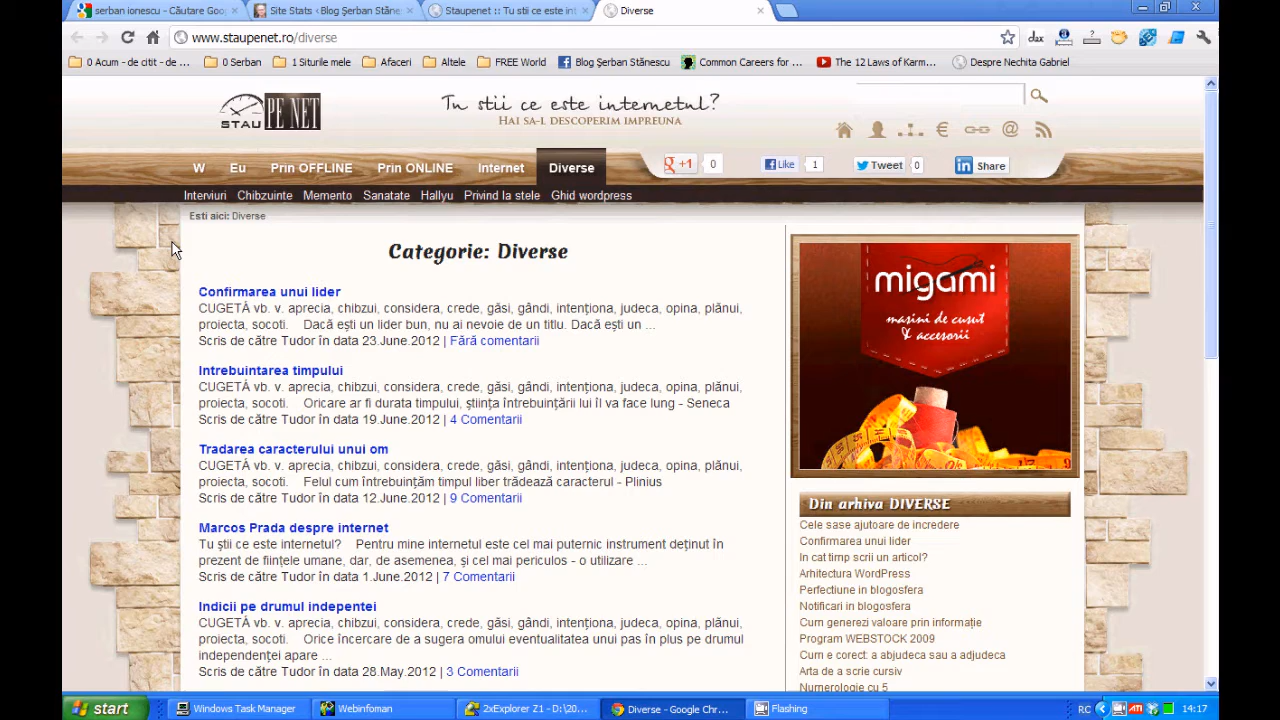 serban ionescu - Căutare Goo
Site Stats < Blog Şerban Stăne
Staupenet :: Tu stii ce este int
Diverse
www.staupenet.ro/diverse
0 Acum - de citit - de ...
0 Serban
1 Siturile mele
Afaceri
Altele
FREE World
Blog Şerban Stănescu
Common Careers for ...
The 12 Laws of Karm...
Despre Nechita Gabriel
STAU PE NET
Tu stii ce este internetul?
HAI SA-L DESCOPERIM IMPREUNA
W Eu Prin OFFLINE Prin ONLINE Internet Diverse
+1 0
Like 1
Tweet 0
Share
Interviuri Chibzuinte Memento Sanatate Hallyu Privind la stele Ghid wordpress
Esti aici: Diverse
Categorie: Diverse
Confirmarea unui lider
CUGETÁ vb. v. aprecia, chibzui, considera, crede, găsi, gândi, intenţiona, judeca, opina, plănui,
proiecta, socoti. Dacă eşti un lider bun, nu ai nevoie de un titlu. Dacă eşti un ...
Scris de către Tudor în data 23.June.2012 | Fără comentarii
Intrebuintarea timpului
CUGETÁ vb. v. aprecia, chibzui, considera, crede, găsi, gândi, intenţiona, judeca, opina, plănui,
proiecta, socoti. Oricare ar fi durata timpului, ştiinţa întrebuinţării lui îl va face lung - Seneca
Scris de către Tudor în data 19.June.2012 | 4 Comentarii
Tradarea caracterului unui om
CUGETÁ vb. v. aprecia, chibzui, considera, crede, găsi, gândi, intenţiona, judeca, opina, plănui,
proiecta, socoti. Felul cum întrebuinţăm timpul liber trădează caracterul - Plinius
Scris de către Tudor în data 12.June.2012 | 9 Comentarii
Marcos Prada despre internet
Tu ştii ce este internetul? Pentru mine internetul este cel mai puternic instrument deţinut în
prezent de fiinţele umane, dar, de asemenea, şi cel mai periculos - o utilizare ...
Scris de către Tudor în data 1.June.2012 | 7 Comentarii
Indicii pe drumul indepentei
CUGETÁ vb. v. aprecia, chibzui, considera, crede, găsi, gândi, intenţiona, judeca, opina, plănui,
proiecta, socoti. Orice încercare de a sugera omului eventualitatea unui pas în plus pe drumul
independenţei apare ...
Scris de către Tudor în data 28.May.2012 | 3 Comentarii
migami
masini de cusut
& accesorii
Din arhiva DIVERSE
Cele sase ajutoare de incredere
Confirmarea unui lider
In cat timp scrii un articol?
Arhitectura WordPress
Perfectiune in blogosfera
Notificari in blogosfera
Cum generezi valoare prin informaţie
Program WEBSTOCK 2009
Cum e corect: a abjudeca sau a adjudeca
Arta de a scrie cursiv
Numerologie cu 5
start
Windows Task Manager
Webinfoman
2xExplorer Z1 - D:\20...
Diverse - Google Chr...
Flashing
RO
14:17